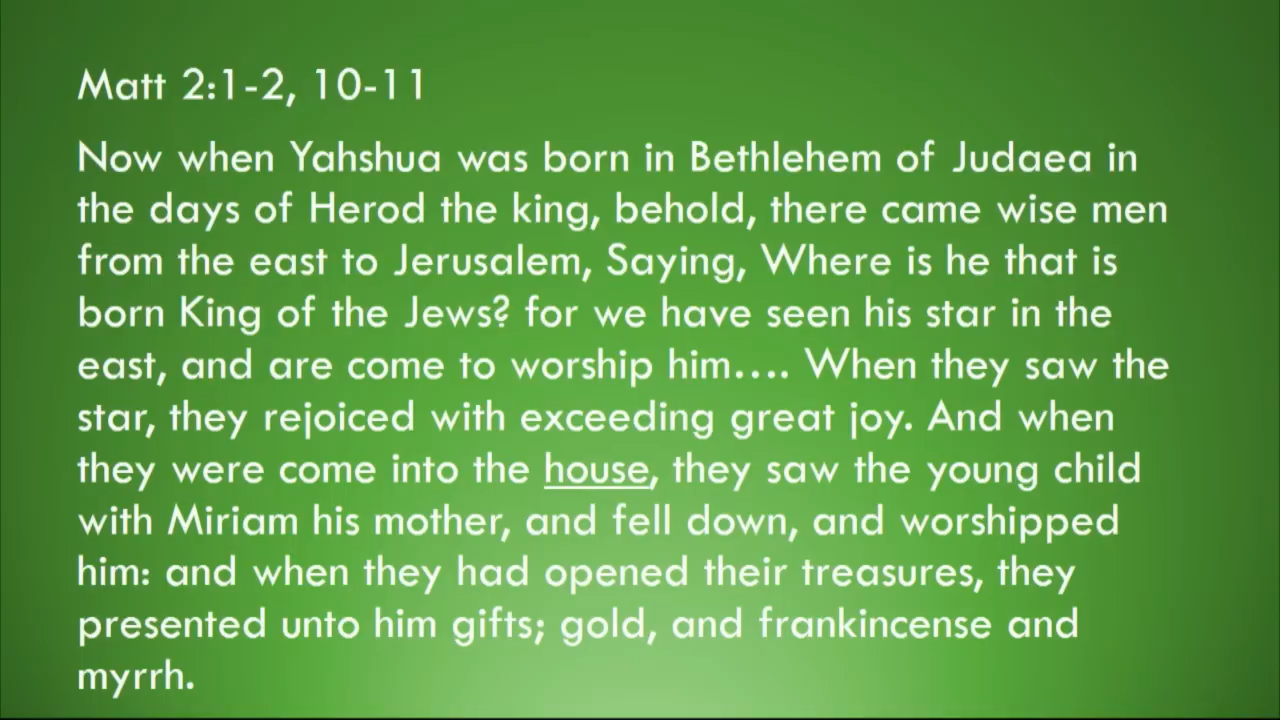 Matt 2:1-2, 10-11
Now when Yahshua was born in Bethlehem of Judaea in
the days of Herod the king, behold, there came wise men
from the east to Jerusalem, Saying, Where is he that is
born King of the Jews? for we have seen his star in the
east, and are come to worship him…. When they saw the
star, they rejoiced with exceeding great joy. And when
they were come into the house, they saw the young child
with Miriam his mother, and fell down, and worshipped
him: and when they had opened their treasures, they
presented unto him gifts; gold, and frankincense and
myrrh.